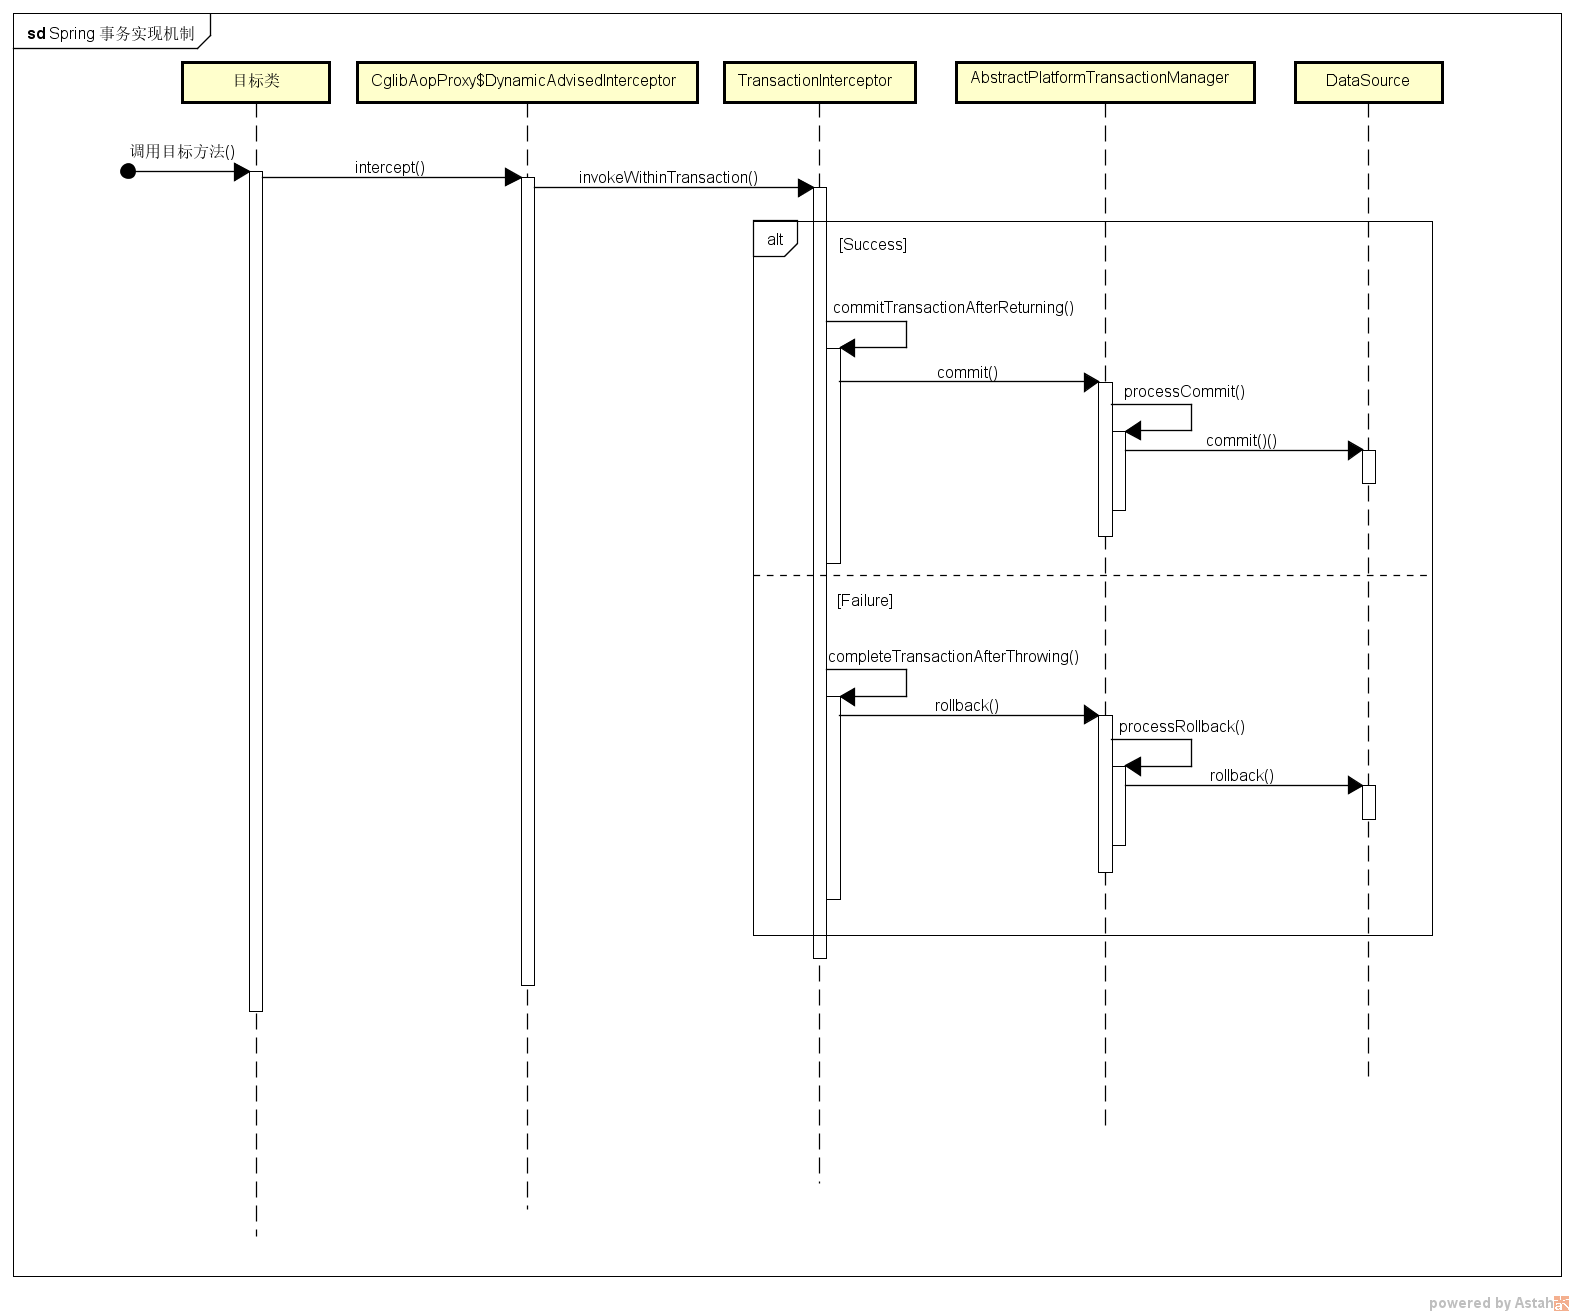 sd Spring 事务实现机制
目标类
CglibAopProxy$DynamicAdvisedInterceptor
TransactionInterceptor
AbstractPlatformTransactionManager
DataSource
调用目标方法()
intercept()
invokeWithinTransaction()
alt
[Success]
commitTransactionAfterReturning()
commit()
processCommit()
commit()()
[Failure]
completeTransactionAfterThrowing()
rollback()
processRollback()
rollback()
powered by Astah